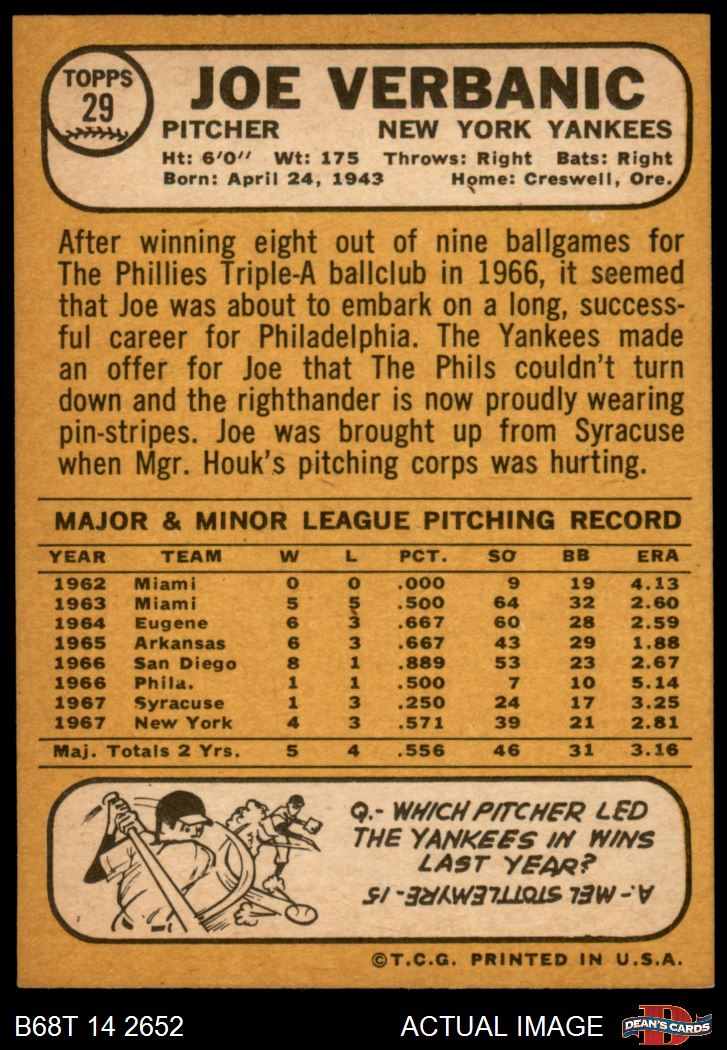 TOPPS
29
JOE VERBANIC
PITCHER NEW YORK YANKEES
Ht: 6'0" Wt: 175 Throws: Right Bats: Right
Born: April 24, 1943 Home: Creswell, Ore.
After winning eight out of nine ballgames for
The Phillies Triple-A ballclub in 1966, it seemed
that Joe was about to embark on a long, success-
ful career for Philadelphia. The Yankees made
an offer for Joe that The Phils couldn't turn
down and the righthander is now proudly wearing
pin-stripes. Joe was brought up from Syracuse
when Mgr. Houk's pitching corps was hurting.
MAJOR & MINOR LEAGUE PITCHING RECORD
YEAR TEAM W L PCT. SO BB ERA
1962 Miami 0 0 .000 9 19 4.13
1963 Miami 5 5 .500 64 32 2.60
1964 Eugene 6 3 .667 60 28 2.59
1965 Arkansas 6 3 .667 43 29 1.88
1966 San Diego 8 1 .889 53 23 2.67
1966 Phila. 1 1 .500 7 10 5.14
1967 Syracuse 1 3 .250 24 17 3.25
1967 New York 4 3 .571 39 21 2.81
Maj. Totals 2 Yrs. 5 4 .556 46 31 3.16
Q.- WHICH PITCHER LED
THE YANKEES IN WINS
LAST YEAR?
A.- MEL STOTTLEMYRE- 15
©T.C.G. PRINTED IN U.S.A.
B68T 14 2652 ACTUAL IMAGE D DEAN'S CARDS